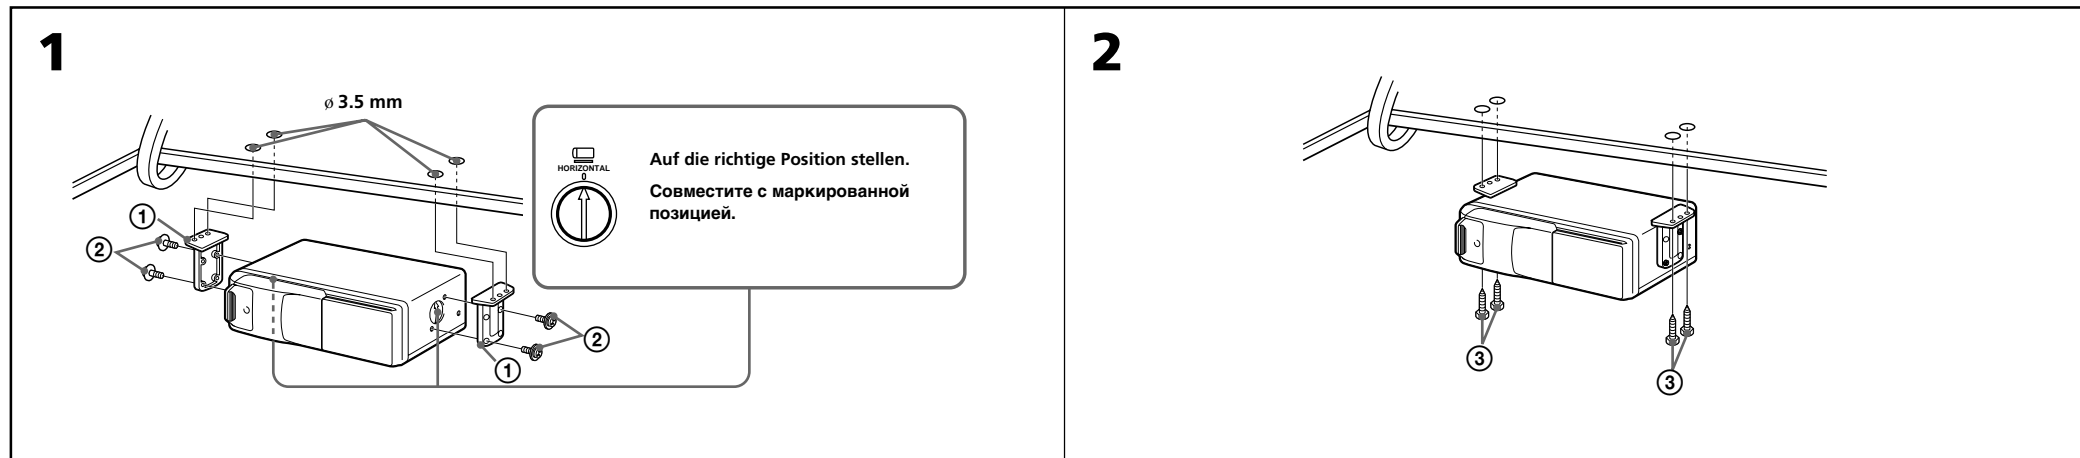 1
ø 3.5 mm
HORIZONTAL
0
Auf die richtige Position stellen.
Совместите с маркированной
позицией.
1
2
2
1
2
3
3